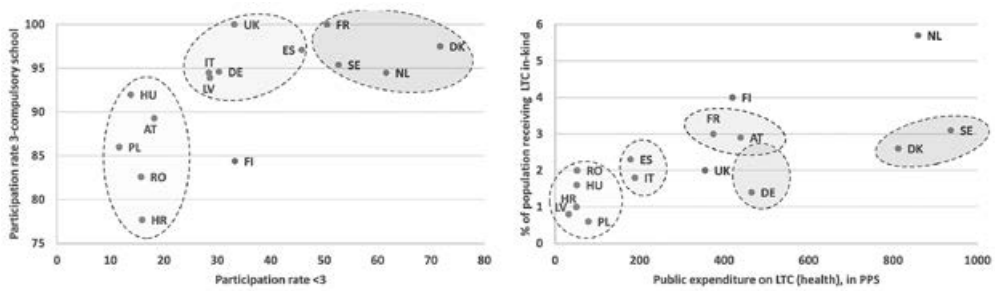 Participation rate 3-compulsory school
100
95
90
85
80
75
UK
FR
ES
DK
IT
DE
SE
NL
LV
HU
AT
PL
FI
RO
HR
0
10
20
30
40
50
60
70
80
Participation rate <3
% of population receiving LTC in-kind
6
5
4
3
2
1
0
NL
FI
FR
AT
SE
DK
ES
IT
UK
DE
RO
HU
HR
LV
PL
0
200
400
600
800
1000
Public expenditure on LTC (health), in PPS